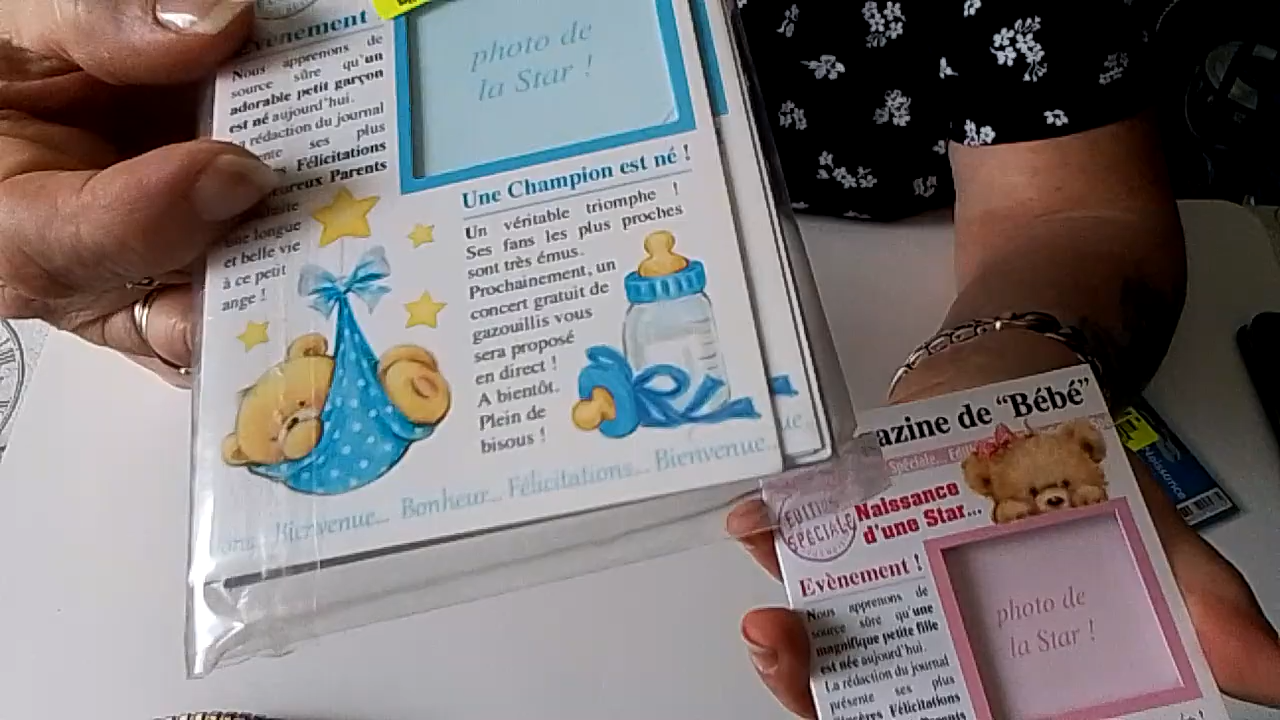 Evènement
Nous apprenons de
source sûre qu'un
adorable petit garçon
est né aujourd'hui.
rédaction du journal
ses plus
Félicitations
Parents
une longue
et belle vie
à ce petit
ange !
photo de
la Star !
Une Champion est né !
Un véritable triomphe !
Ses fans les plus proches
sont très émus.
Prochainement, un
concert gratuit de
gazouillis vous
sera proposé
en direct !
A bientôt.
Plein de
bisous !
Bienvenue... Bonheur... Félicitations... Bienvenue...
azine de "Bébé"
Spéciale...
EDITION
SPÉCIALE
Naissance
d'une Star...
Evènement !
Nous apprenons de
source sûre qu'une
magnifique petite fille
est née aujourd'hui.
La rédaction du journal
présente ses plus
Félicitations
photo de
la Star !
Naissance